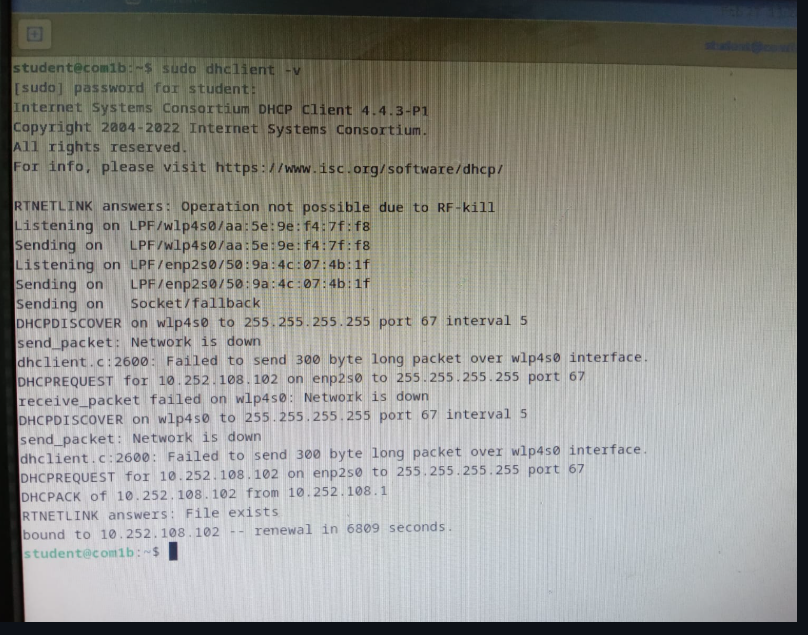 student@com1b:~$ sudo dhclient -v
[sudo] password for student:
Internet Systems Consortium DHCP Client 4.4.3-P1
Copyright 2004-2022 Internet Systems Consortium.
All rights reserved.
For info, please visit https://www.isc.org/software/dhcp/
RTNETLINK answers: Operation not possible due to RF-kill
Listening on LPF/wlp4s0/aa:5e:9e:f4:7f:f8
Sending on   LPF/wlp4s0/aa:5e:9e:f4:7f:f8
Listening on LPF/enp2s0/50:9a:4c:07:4b:1f
Sending on   LPF/enp2s0/50:9a:4c:07:4b:1f
Sending on   Socket/fallback
DHCPDISCOVER on wlp4s0 to 255.255.255.255 port 67 interval 5
send_packet: Network is down
dhclient.c:2600: Failed to send 300 byte long packet over wlp4s0 interface.
DHCPREQUEST for 10.252.108.102 on enp2s0 to 255.255.255.255 port 67
receive_packet failed on wlp4s0: Network is down
DHCPDISCOVER on wlp4s0 to 255.255.255.255 port 67 interval 5
send_packet: Network is down
dhclient.c:2600: Failed to send 300 byte long packet over wlp4s0 interface.
DHCPREQUEST for 10.252.108.102 on enp2s0 to 255.255.255.255 port 67
DHCPACK of 10.252.108.102 from 10.252.108.1
RTNETLINK answers: File exists
bound to 10.252.108.102 -- renewal in 6809 seconds.
student@com1b:~$